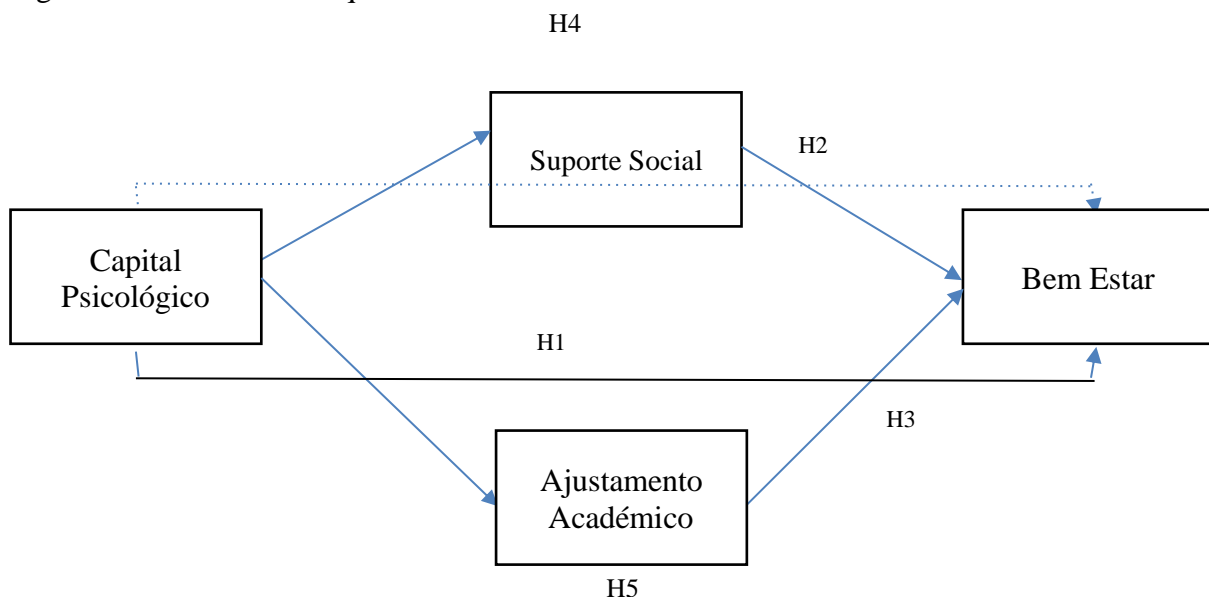 H4
Suporte Social
H2
Capital
Psicológico
Bem Estar
H1
H3
Ajustamento
Académico
H5